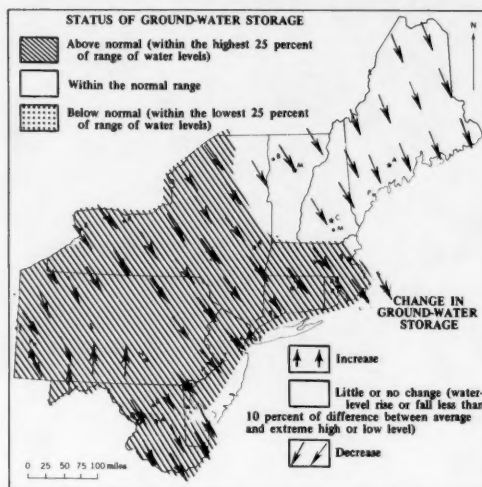 STATUS OF GROUND-WATER STORAGE
Above normal (within the highest 25 percent
of range of water levels)
Within the normal range
Below normal (within the lowest 25 percent
of range of water levels)
N
CHANGE IN
GROUND-WATER
STORAGE
Increase
Little or no change (water-
level rise or fall less than
10 percent of difference between average
and extreme high or low level)
Decrease
0 25 50 75 100 miles